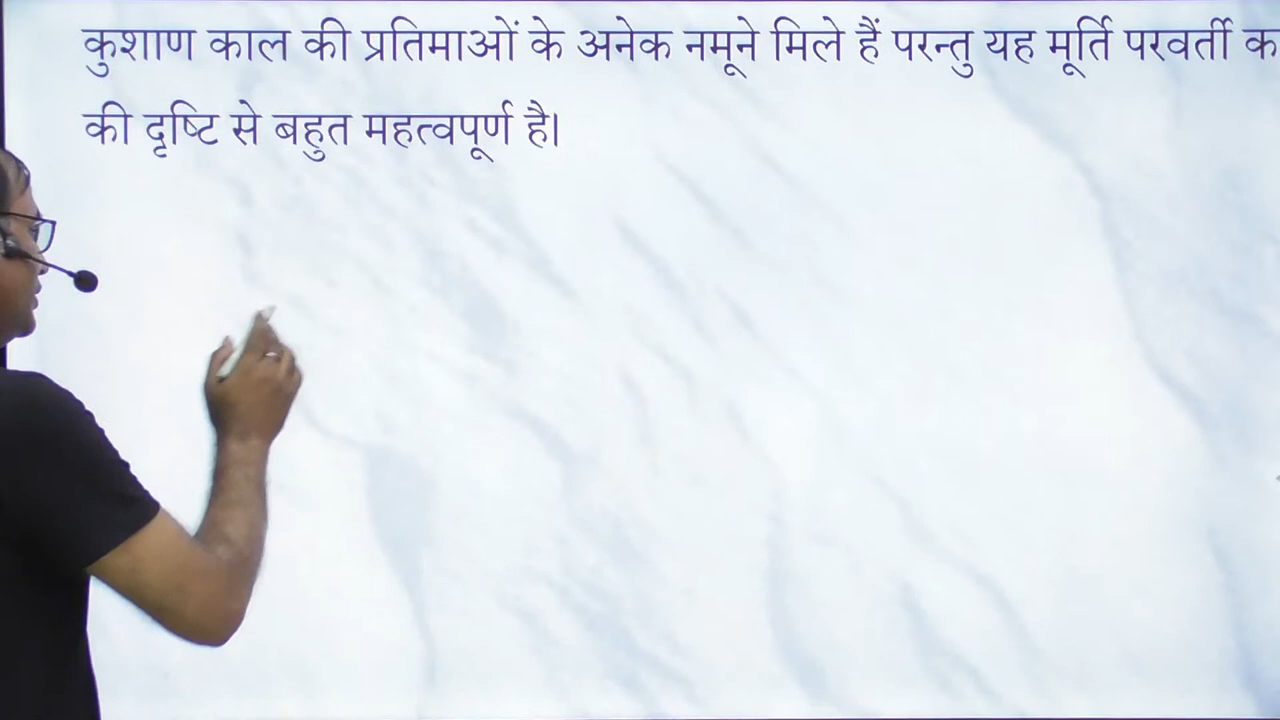 कुशाण काल की प्रतिमाओं के अनेक नमूने मिले हैं परन्तु यह मूर्ति परवर्ती
की दृष्टि से बहुत महत्वपूर्ण है।